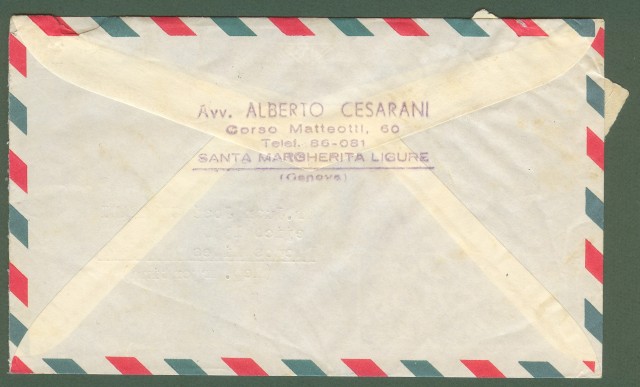 Avv. ALBERTO CESARANI
Corso Matteotti, 60
Telef. 86-081
SANTA MARGHERITA LIGURE
(Genova)